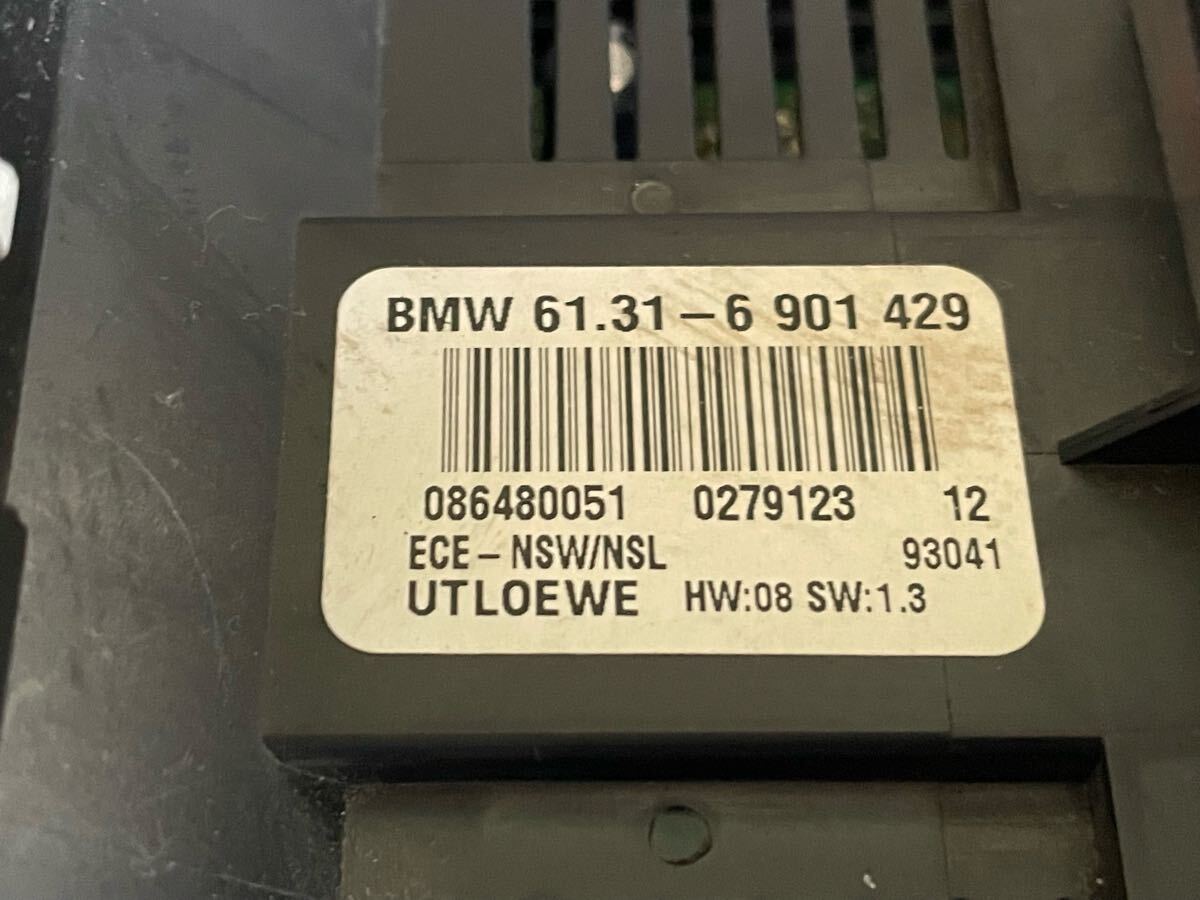 BMW 61.31 – 6 901 429
086480051 0279123 12
ECE – NSW/NSL 93041
UTLOEWE HW:08 SW:1.3